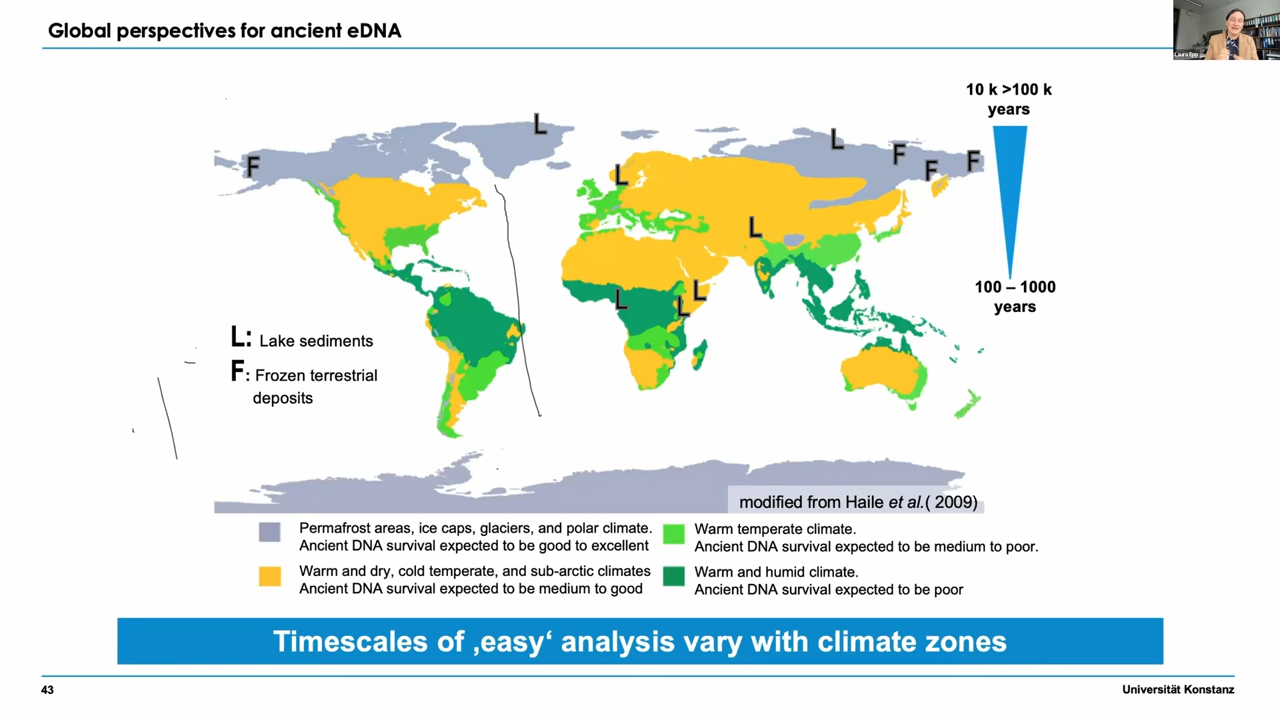 Global perspectives for ancient eDNA
Laura Epp
10 k >100 k
years
L
L
F
F
F
F
L
L
100 – 1000
years
L
L
L
L: Lake sediments
F: Frozen terrestrial
deposits
modified from Haile et al.( 2009)
Permafrost areas, ice caps, glaciers, and polar climate.
Ancient DNA survival expected to be good to excellent
Warm temperate climate.
Ancient DNA survival expected to be medium to poor.
Warm and dry, cold temperate, and sub-arctic climates
Ancient DNA survival expected to be medium to good
Warm and humid climate.
Ancient DNA survival expected to be poor
Timescales of ‚easy‘ analysis vary with climate zones
43
Universität Konstanz